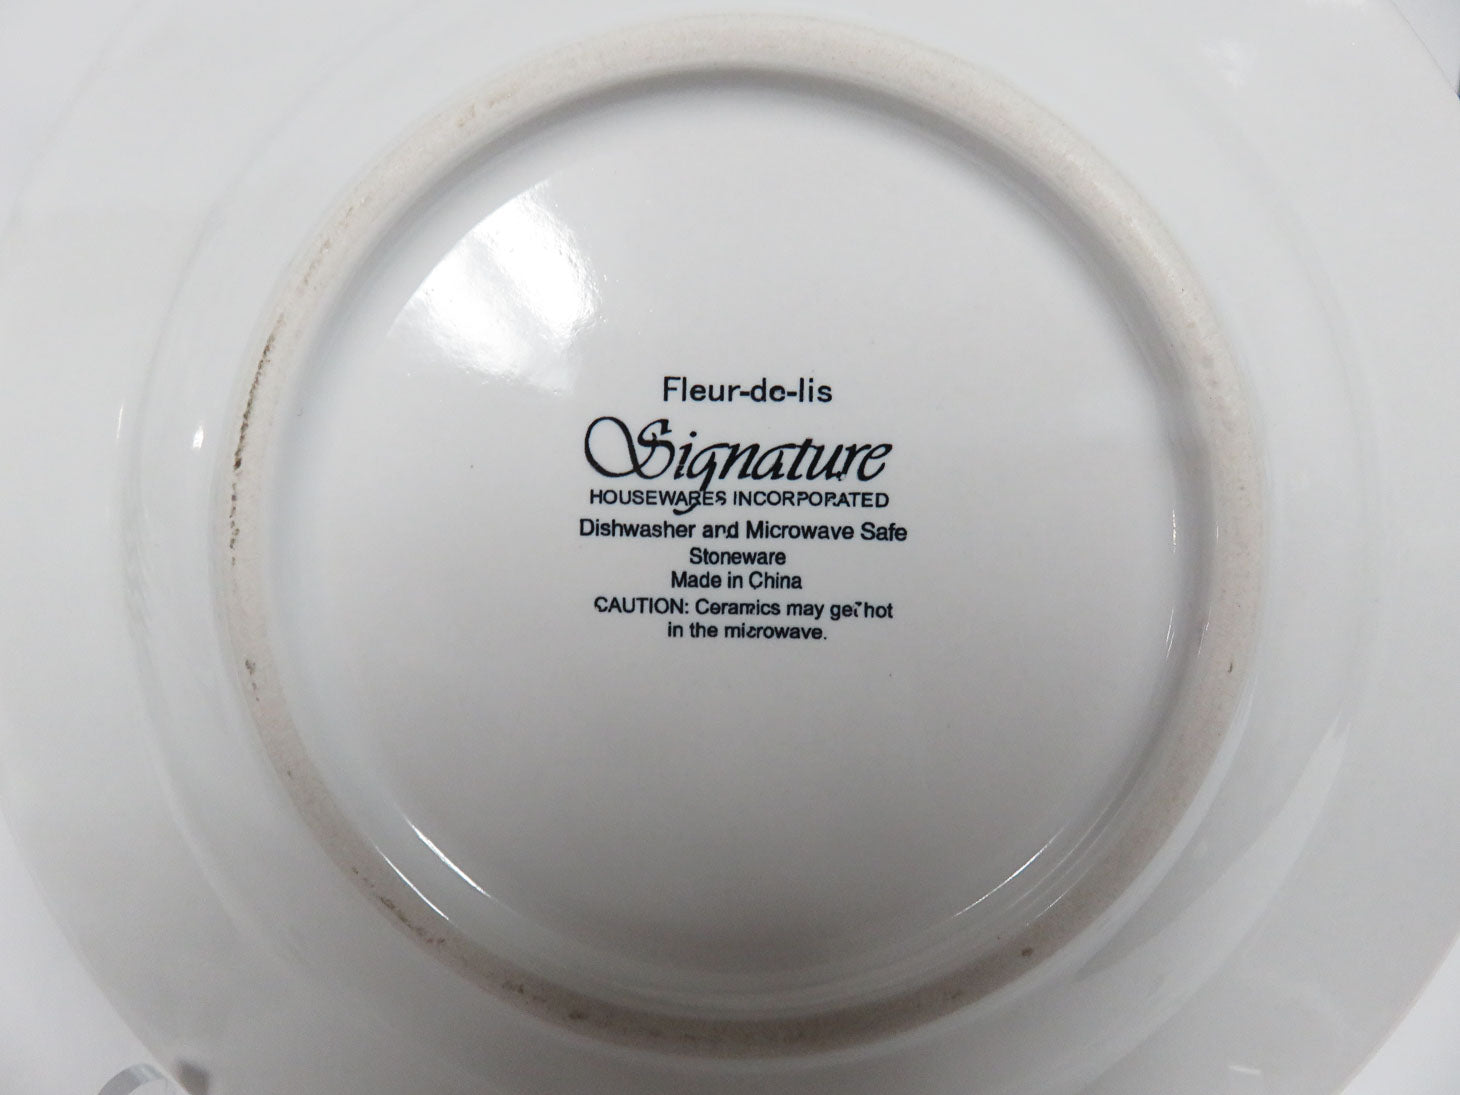 Fleur-de-lis
Signature
HOUSEWARES INCORPORATED
Dishwasher and Microwave Safe
Stoneware
Made in China
CAUTION: Ceramics may get hot
in the microwave.